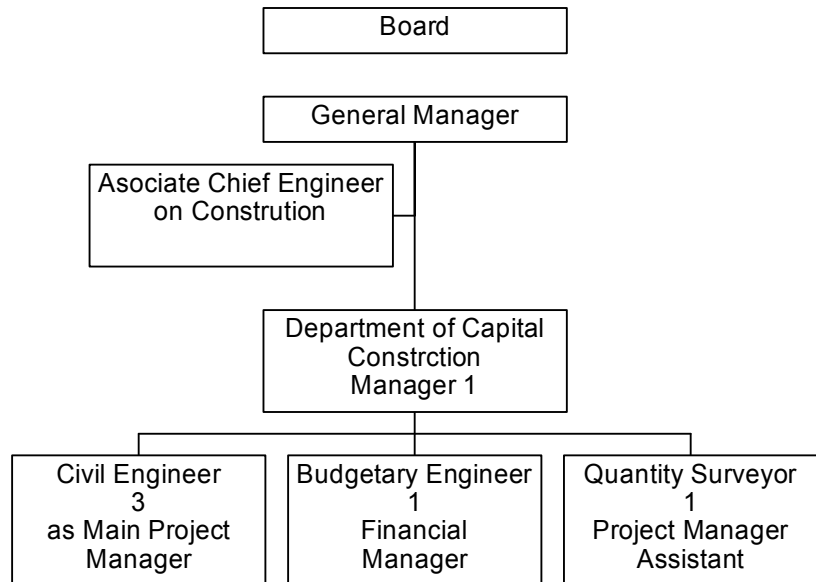 Board
General Manager
Asociate Chief Engineer
on Constrution
Department of Capital
Constrction
Manager 1
Civil Engineer
3
as Main Project
Manager
Budgetary Engineer
1
Financial
Manager
Quantity Surveyor
1
Project Manager
Assistant